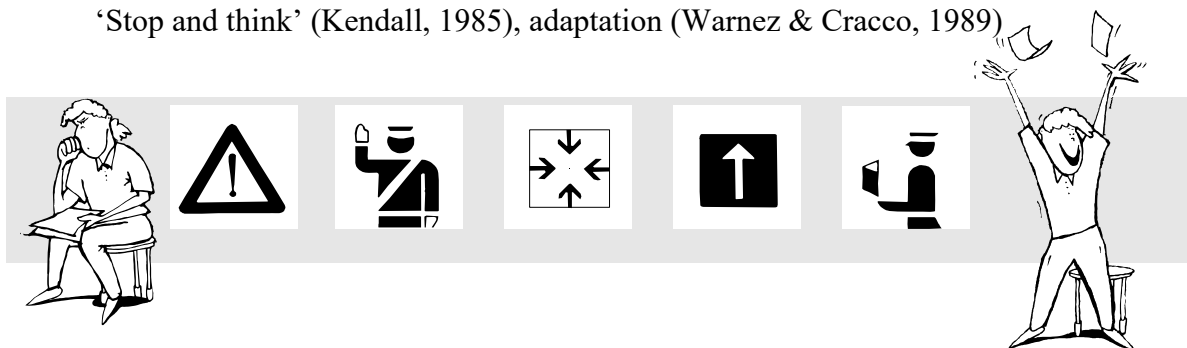 ‘Stop and think’ (Kendall, 1985), adaptation (Warnez & Cracco, 1989)